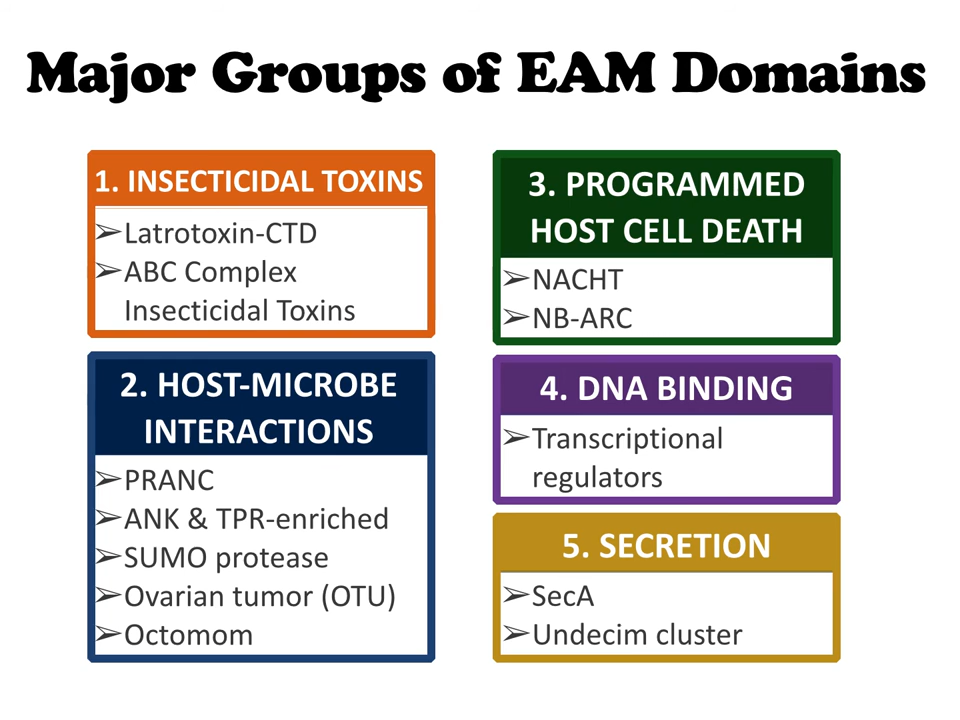 Major Groups of EAM Domains
1. INSECTICIDAL TOXINS
➢Latrotoxin-CTD
➢ABC Complex
Insecticidal Toxins
2. HOST-MICROBE
INTERACTIONS
➢PRANC
➢ANK & TPR-enriched
➢SUMO protease
➢Ovarian tumor (OTU)
➢Octomom
3. PROGRAMMED
HOST CELL DEATH
➢NACHT
➢NB-ARC
4. DNA BINDING
➢Transcriptional
regulators
5. SECRETION
➢SecA
➢Undecim cluster